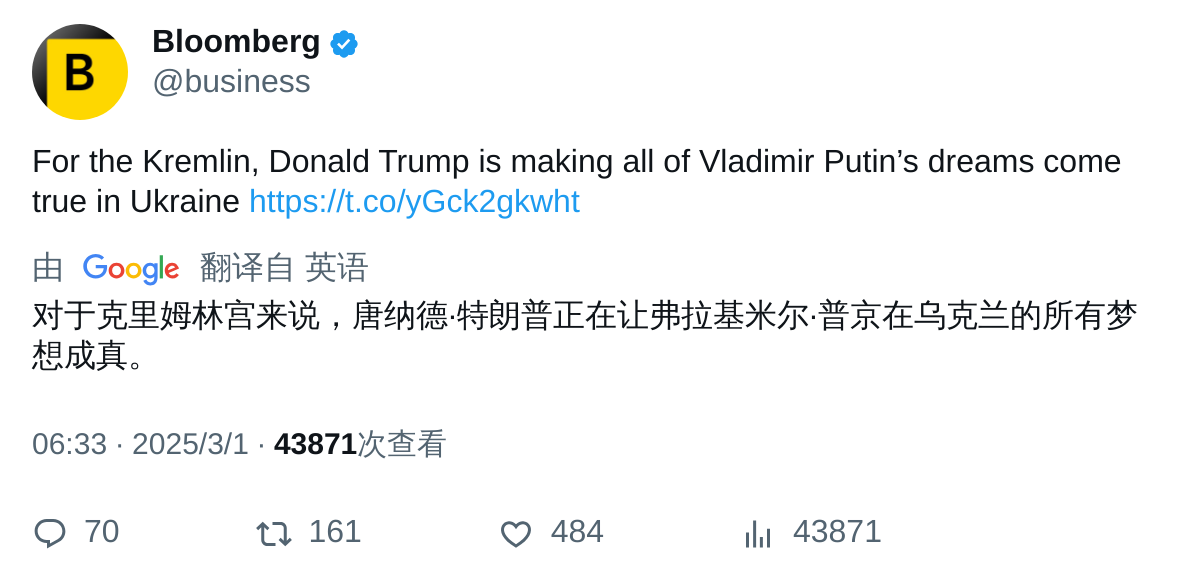 B
Bloomberg
@business
For the Kremlin, Donald Trump is making all of Vladimir Putin’s dreams come
true in Ukraine https://t.co/yGck2gkwht
由 Google 翻译自 英语
对于克里姆林宫来说，唐纳德·特朗普正在让弗拉基米尔·普京在乌克兰的所有梦
想成真。
06:33 · 2025/3/1 · 43871次查看
70 161 484 43871